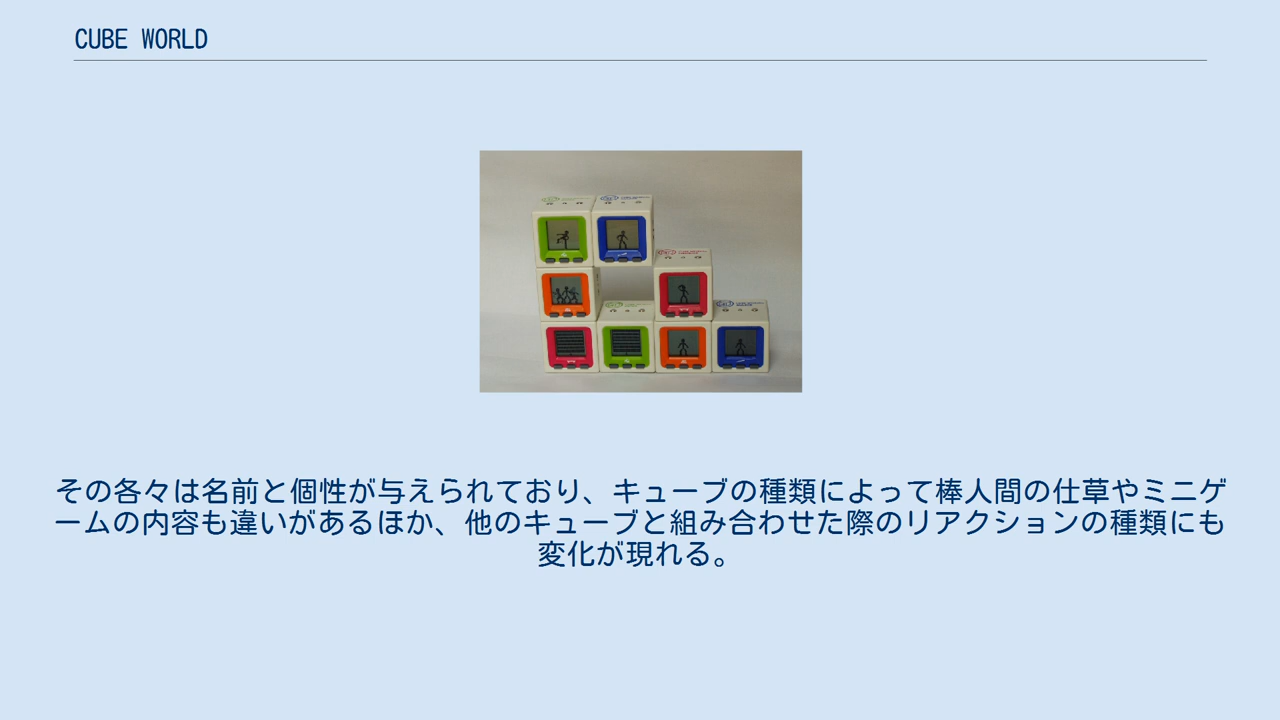 CUBE WORLD
その各々は名前と個性が与えられており、キューブの種類によって棒人間の仕草やミニゲ
ームの内容も違いがあるほか、他のキューブと組み合わせた際のリアクションの種類にも
変化が現れる。